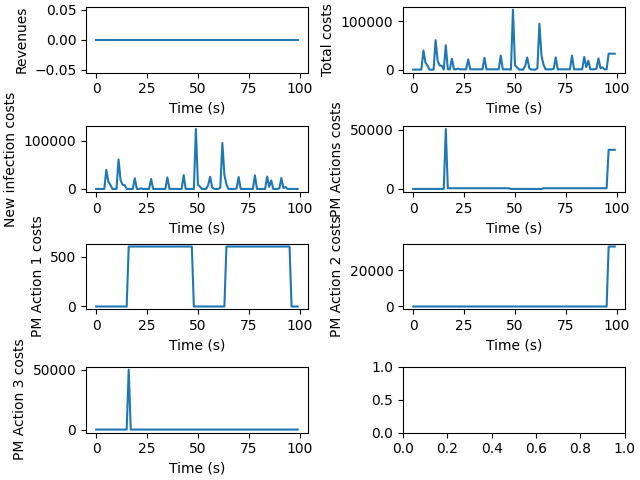 Revenues
0.05
0.00
−0.05
0 25 50 75 100
Time (s)
Total costs
100000
0
0 25 50 75 100
Time (s)
New infection costs
100000
0
0 25 50 75 100
Time (s)
PM Actions costs
50000
0
0 25 50 75 100
Time (s)
PM Action 1 costs
500
0
0 25 50 75 100
Time (s)
PM Action 2 costs
20000
0
0 25 50 75 100
Time (s)
PM Action 3 costs
50000
0
0 25 50 75 100
Time (s)
1.0
0.5
0.0
0.0 0.2 0.4 0.6 0.8 1.0